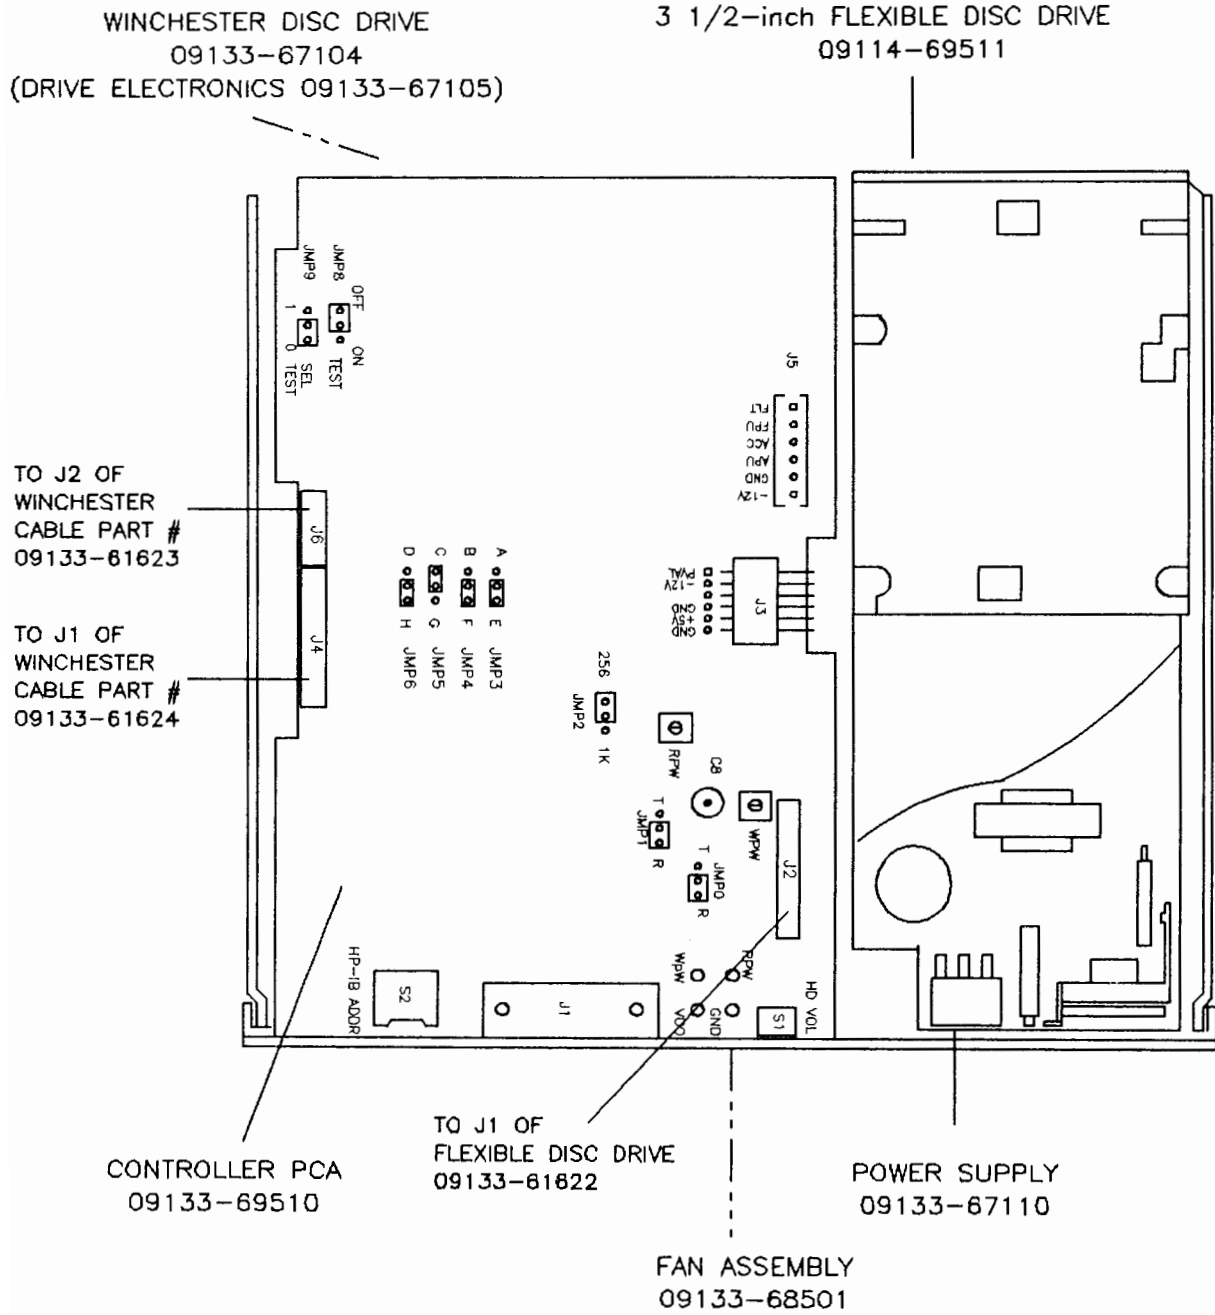 WINCHESTER DISC DRIVE
09133-67104
(DRIVE ELECTRONICS 09133-67105)
3 1/2-inch FLEXIBLE DISC DRIVE
09114-69511
JMP9
1
0
SEL
TEST
JMP8
OFF
ON
TEST
J5
FLT
FPU
ACC
APU
GND
-12V
TO J2 OF
WINCHESTER
CABLE PART #
09133-61623
J6
TO J1 OF
WINCHESTER
CABLE PART #
09133-61624
J4
D
H
JMP6
C
G
JMP5
B
F
JMP4
A
E
JMP3
PVAL
-12V
GND
+5V
GND
J3
256
JMP2
1K
RPW
C8
WPW
T
JMP1
R
T
JMP0
R
J2
HP-IB ADDR
S2
J1
WPW
RPW
VCO
GND
HD VOL
S1
CONTROLLER PCA
09133-69510
TO J1 OF
FLEXIBLE DISC DRIVE
09133-61622
POWER SUPPLY
09133-67110
FAN ASSEMBLY
09133-68501